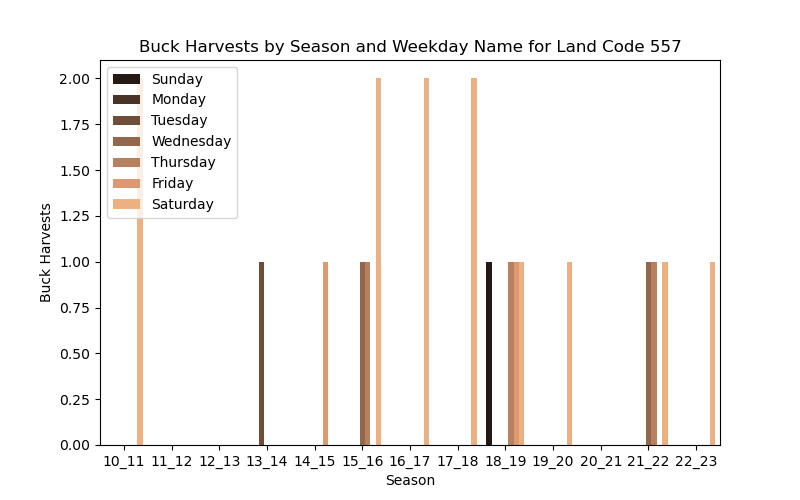 Buck Harvests by Season and Weekday Name for Land Code 557
Sunday
Monday
Tuesday
Wednesday
Thursday
Friday
Saturday
2.00
1.75
1.50
1.25
1.00
0.75
0.50
0.25
0.00
Buck Harvests
10_11 11_12 12_13 13_14 14_15 15_16 16_17 17_18 18_19 19_20 20_21 21_22 22_23
Season